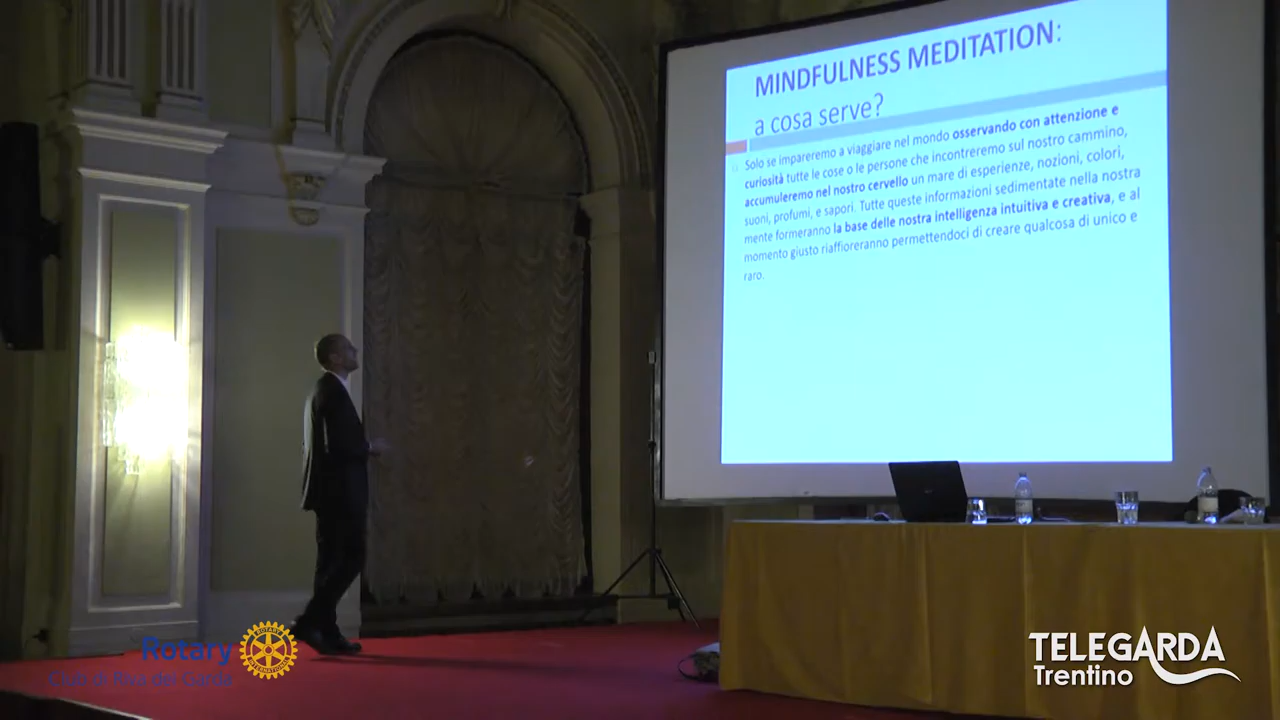 MINDFULNESS MEDITATION:
a cosa serve?
Solo se impareremo a viaggiare nel mondo osservando con attenzione e
curiosità tutte le cose o le persone che incontreremo sul nostro cammino,
accumuleremo nel nostro cervello un mare di esperienze, nozioni, colori,
suoni, profumi, e sapori. Tutte queste informazioni sedimentate nella nostra
mente formeranno la base delle nostra intelligenza intuitiva e creativa, e al
momento giusto riaffioreranno permettendoci di creare qualcosa di unico e
raro.
Rotary
Club di Riva del Garda
ROTARY
INTERNATIONAL
TELEGARDA
Trentino